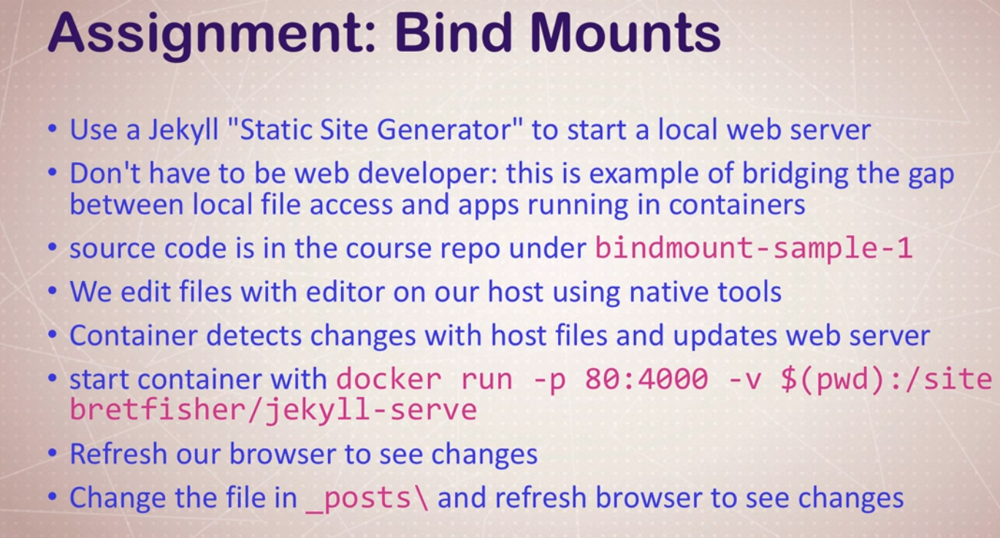 Assignment: Bind Mounts
• Use a Jekyll "Static Site Generator" to start a local web server
• Don't have to be web developer: this is example of bridging the gap
between local file access and apps running in containers
• source code is in the course repo under bindmount-sample-1
• We edit files with editor on our host using native tools
• Container detects changes with host files and updates web server
• start container with docker run -p 80:4000 -v $(pwd):/site
bretfisher/jekyll-serve
• Refresh our browser to see changes
• Change the file in _posts\ and refresh browser to see changes